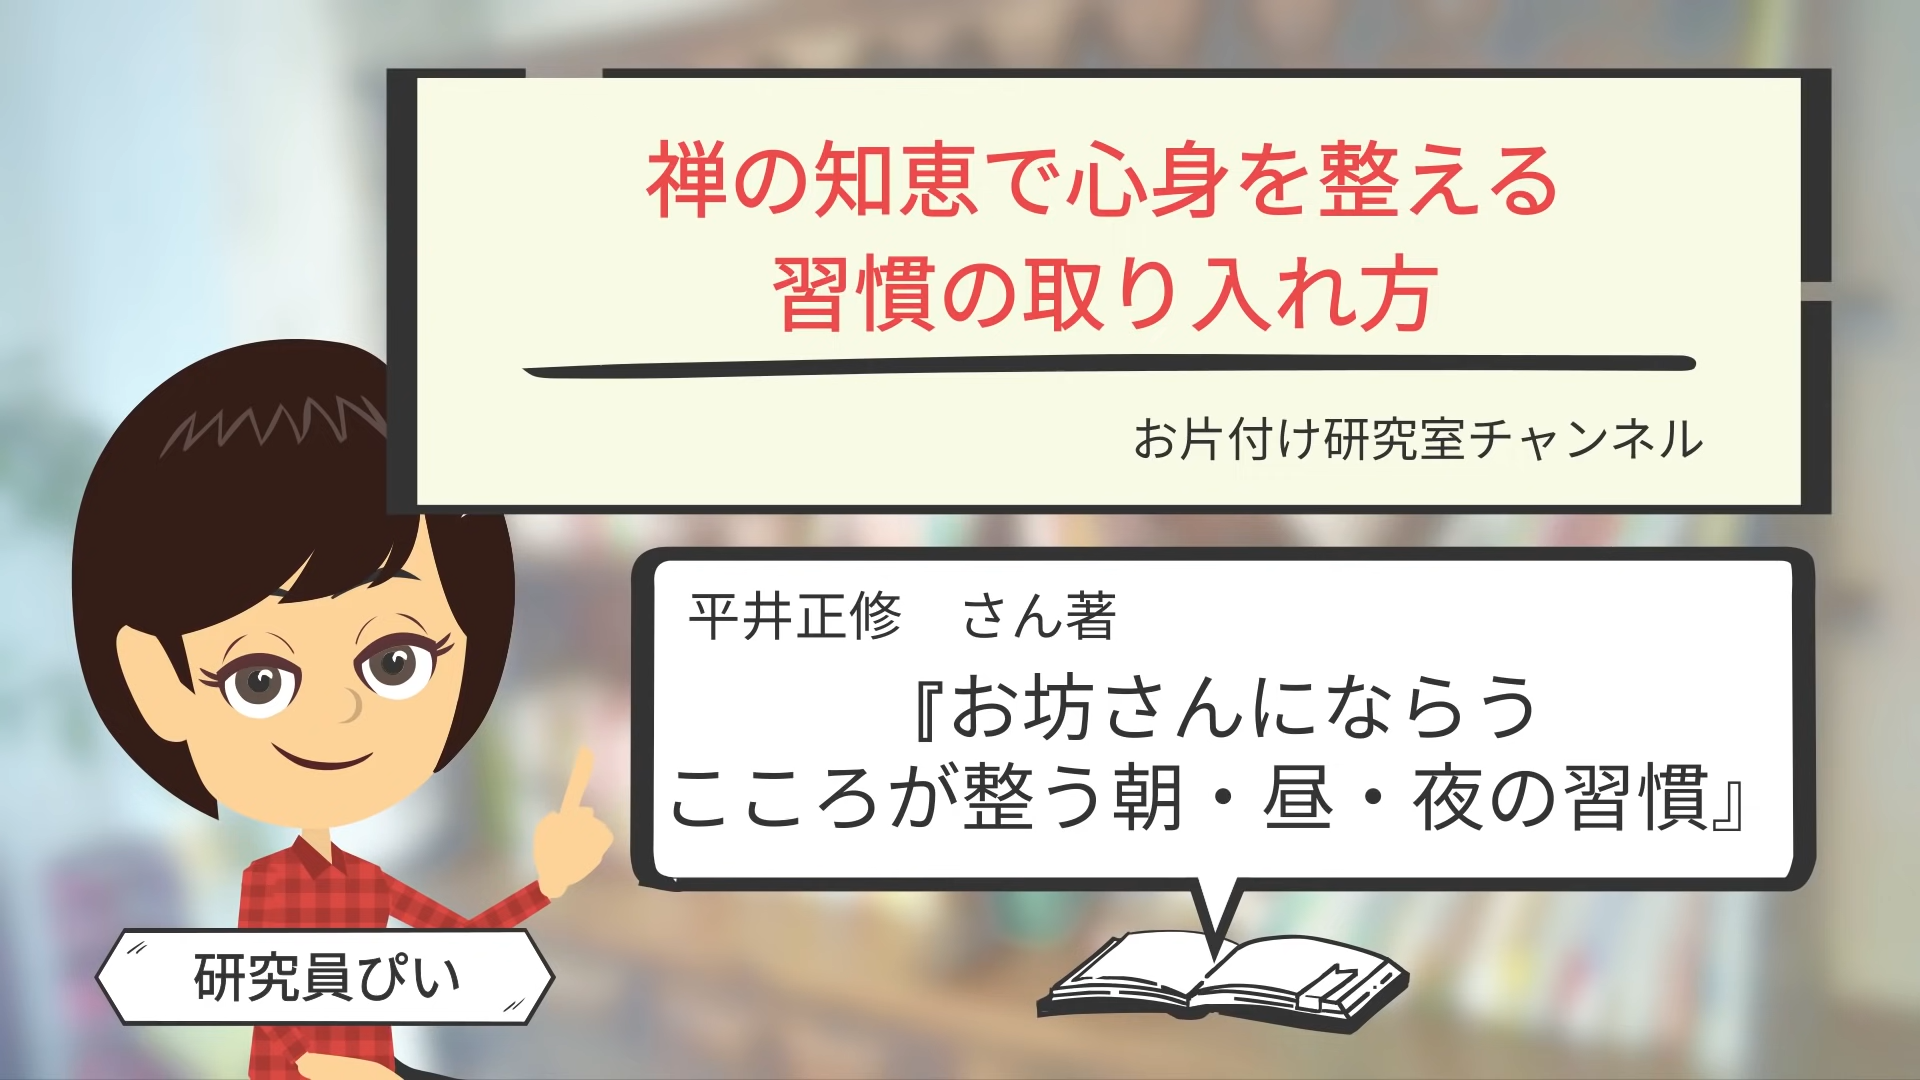 禅の知恵で心身を整える
習慣の取り入れ方
お片付け研究室チャンネル
平井正修　さん著
『お坊さんにならう
こころが整う朝・昼・夜の習慣』
研究員ぴい